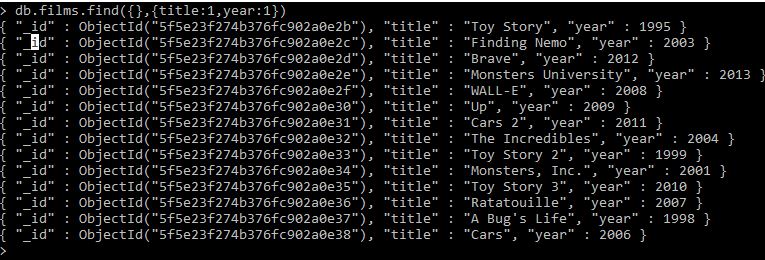 > db.films.find({},{title:1,year:1})
{ "_id" : ObjectId("5f5e23f274b376fc902a0e2b"), "title" : "Toy Story", "year" : 1995 }
{ "_id" : ObjectId("5f5e23f274b376fc902a0e2c"), "title" : "Finding Nemo", "year" : 2003 }
{ "_id" : ObjectId("5f5e23f274b376fc902a0e2d"), "title" : "Brave", "year" : 2012 }
{ "_id" : ObjectId("5f5e23f274b376fc902a0e2e"), "title" : "Monsters University", "year" : 2013 }
{ "_id" : ObjectId("5f5e23f274b376fc902a0e2f"), "title" : "WALL-E", "year" : 2008 }
{ "_id" : ObjectId("5f5e23f274b376fc902a0e30"), "title" : "Up", "year" : 2009 }
{ "_id" : ObjectId("5f5e23f274b376fc902a0e31"), "title" : "Cars 2", "year" : 2011 }
{ "_id" : ObjectId("5f5e23f274b376fc902a0e32"), "title" : "The Incredibles", "year" : 2004 }
{ "_id" : ObjectId("5f5e23f274b376fc902a0e33"), "title" : "Toy Story 2", "year" : 1999 }
{ "_id" : ObjectId("5f5e23f274b376fc902a0e34"), "title" : "Monsters, Inc.", "year" : 2001 }
{ "_id" : ObjectId("5f5e23f274b376fc902a0e35"), "title" : "Toy Story 3", "year" : 2010 }
{ "_id" : ObjectId("5f5e23f274b376fc902a0e36"), "title" : "Ratatouille", "year" : 2007 }
{ "_id" : ObjectId("5f5e23f274b376fc902a0e37"), "title" : "A Bug's Life", "year" : 1998 }
{ "_id" : ObjectId("5f5e23f274b376fc902a0e38"), "title" : "Cars", "year" : 2006 }
>